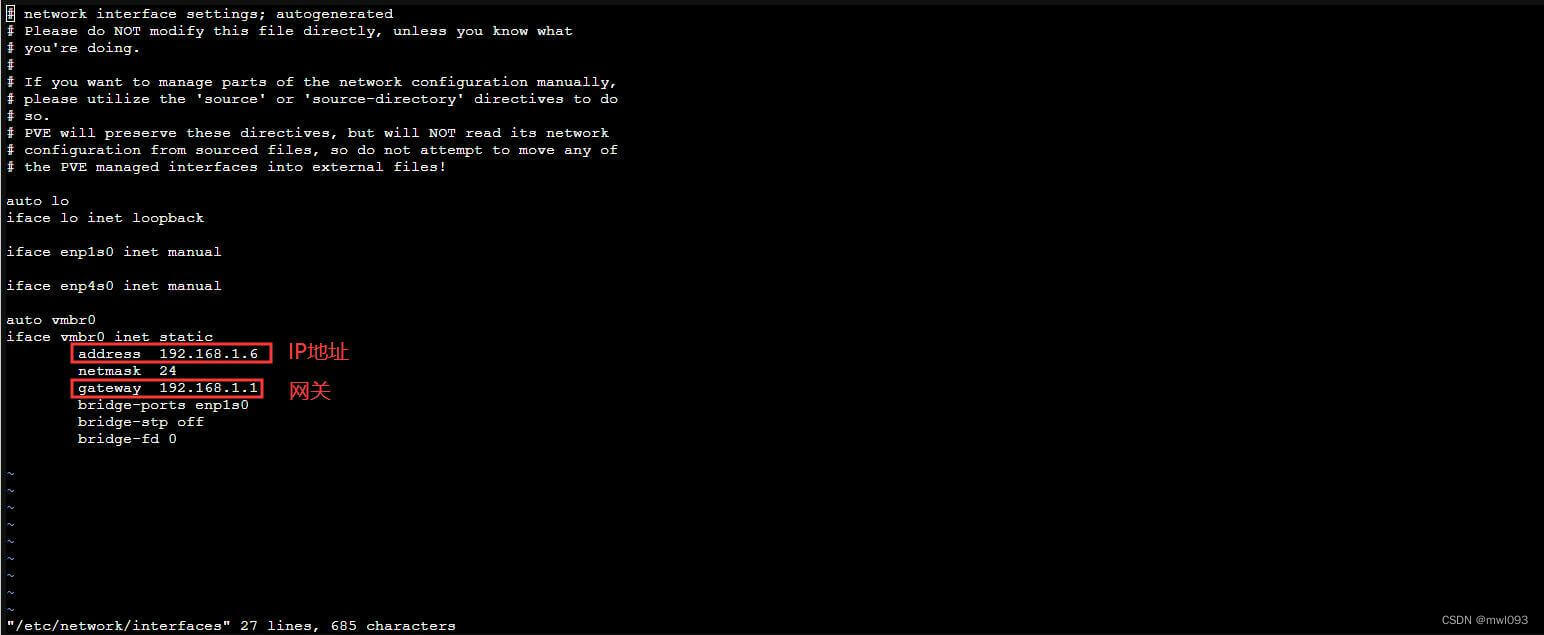 # network interface settings; autogenerated
# Please do NOT modify this file directly, unless you know what
# you're doing.
#
# If you want to manage parts of the network configuration manually,
# please utilize the 'source' or 'source-directory' directives to do
# so.
# PVE will preserve these directives, but will NOT read its network
# configuration from sourced files, so do not attempt to move any of
# the PVE managed interfaces into external files!
auto lo
iface lo inet loopback
iface enp1s0 inet manual
iface enp4s0 inet manual
auto vmbr0
iface vmbr0 inet static
address 192.168.1.6 IP地址
netmask 24
gateway 192.168.1.1 网关
bridge-ports enp1s0
bridge-stp off
bridge-fd 0
~
~
~
~
~
~
~
~
~
"/etc/network/interfaces" 27 lines, 685 characters
CSDN @mwl093